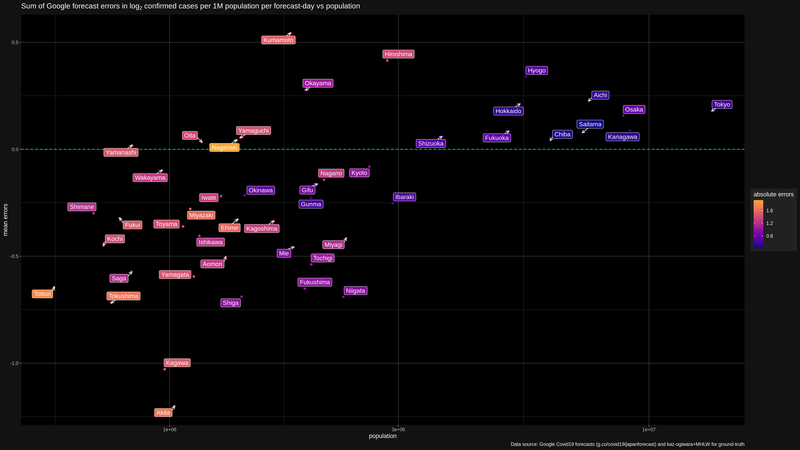 Sum of Google forecast errors in log2 confirmed cases per 1M population per forecast-day vs population
Kumamoto
0.5
Hiroshima
Hyogo
Okayama
Aichi
Tokyo
Hokkaido
Osaka
Saitama
Yamaguchi
Oita
Chiba
Kanagawa
Fukuoka
Shizuoka
Nagasaki
0.0
Yamanashi
Nagano
Kyoto
Wakayama
Okinawa
Gifu
Iwate
Ibaraki
Gunma
Shimane
Miyazaki
Fukui
Toyama
Ehime
Kagoshima
Kochi
Ishikawa
Miyagi
Mie
-0.5
Tochigi
Aomori
Saga
Yamagata
Fukushima
Tottori
Tokushima
Niigata
Shiga
Kagawa
-1.0
Akita
mean errors
1e+06
3e+06
1e+07
population
absolute errors
1.6
1.2
0.8
Data source: Google Covid19 forecasts (g.co/covid19/japanforecast) and kaz-ogiwara+MHLW for ground-truth